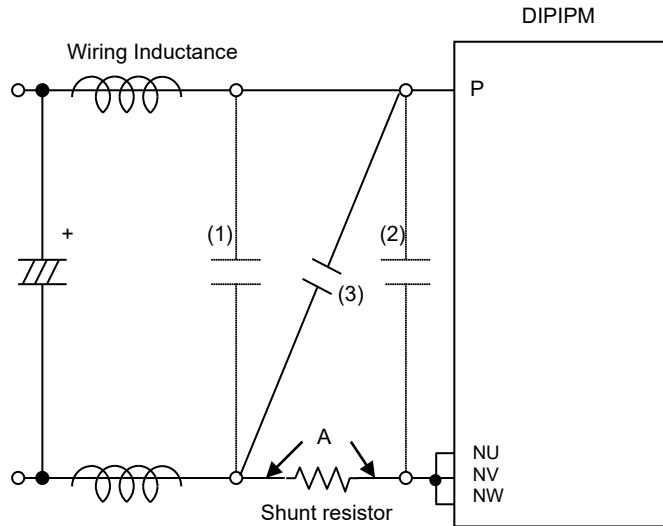 DIPIPM
Wiring Inductance
P
+
(1)
(2)
(3)
A
NU
NV
NW
Shunt resistor